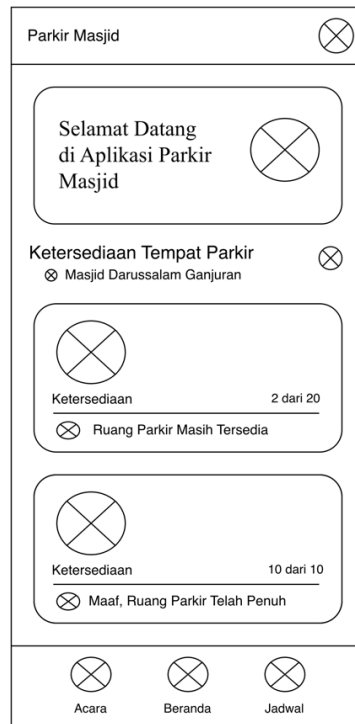 Parkir Masjid
Selamat Datang
di Aplikasi Parkir
Masjid
Ketersediaan Tempat Parkir
Masjid Darussalam Ganjuran
Ketersediaan 2 dari 20
Ruang Parkir Masih Tersedia
Ketersediaan 10 dari 10
Maaf, Ruang Parkir Telah Penuh
Acara Beranda Jadwal